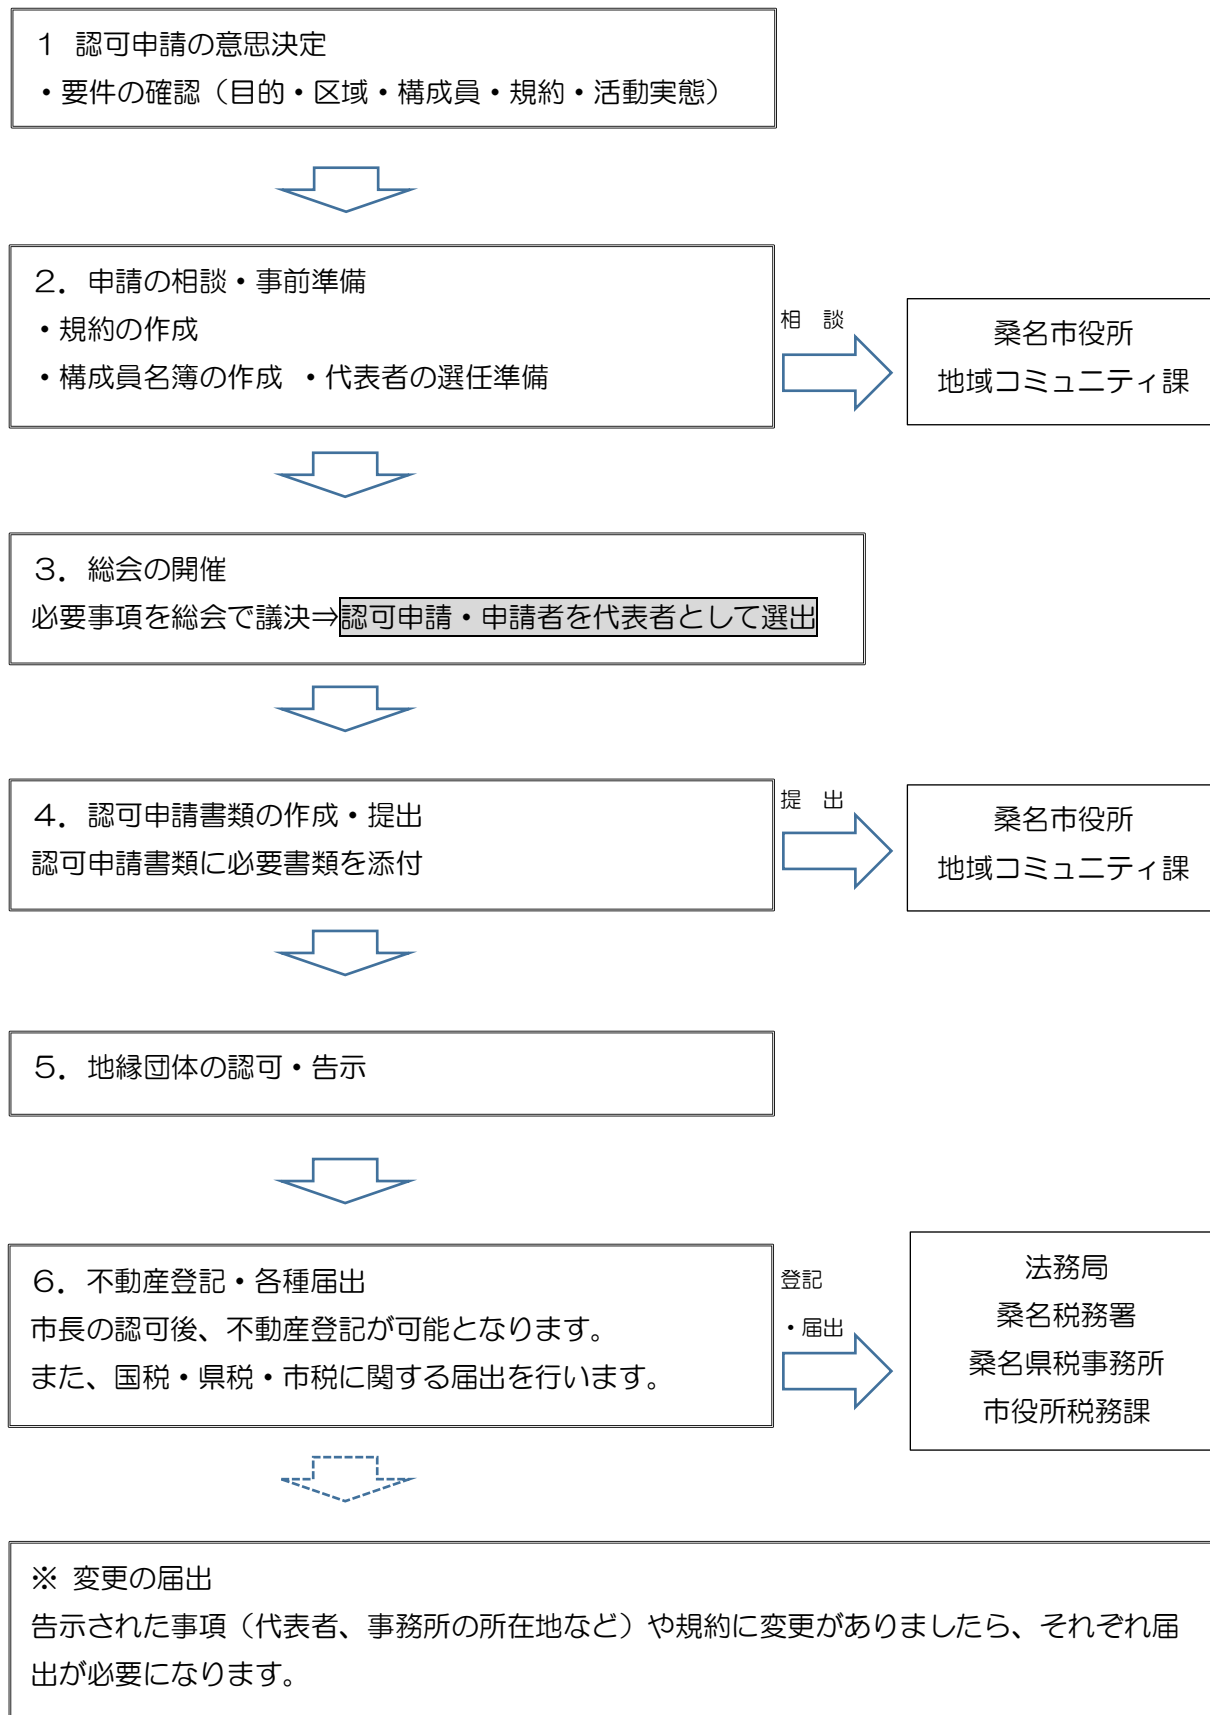 1 認可申請の意思決定
・要件の確認（目的・区域・構成員・規約・活動実態）
２．申請の相談・事前準備
・規約の作成
・構成員名簿の作成 ・代表者の選任準備
相 談
桑名市役所
地域コミュニティ課
３．総会の開催
必要事項を総会で議決⇒認可申請・申請者を代表者として選出
４．認可申請書類の作成・提出
認可申請書類に必要書類を添付
提 出
桑名市役所
地域コミュニティ課
５．地縁団体の認可・告示
６．不動産登記・各種届出
市長の認可後、不動産登記が可能となります。
また、国税・県税・市税に関する届出を行います。
登記
・届出
法務局
桑名税務署
桑名県税事務所
市役所税務課
※ 変更の届出
告示された事項（代表者、事務所の所在地など）や規約に変更がありましたら、それぞれ届
出が必要になります。